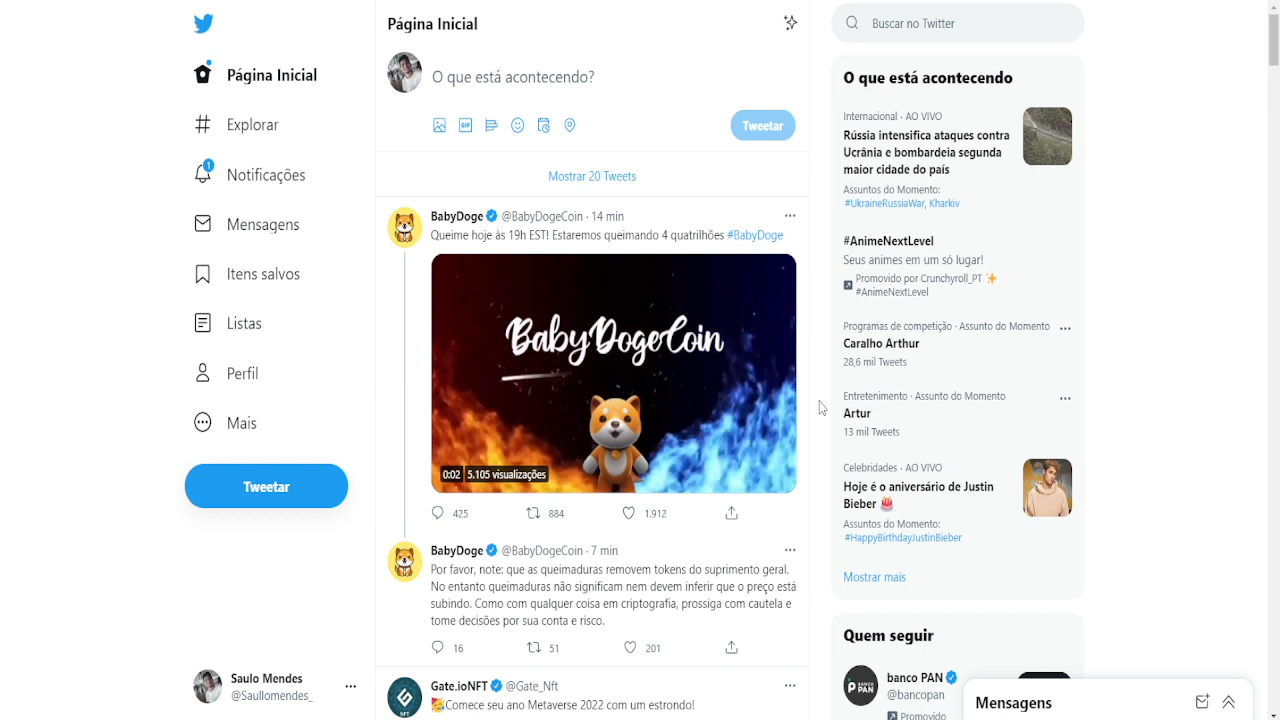 Página Inicial
Explorar
1
Notificações
Mensagens
Itens salvos
Listas
Perfil
Mais
Tweetar
Saulo Mendes
@Saullomendes_
Página Inicial
O que está acontecendo?
GIF
Tweetar
Mostrar 20 Tweets
BabyDoge @BabyDogeCoin · 14 min
Queime hoje às 19h EST! Estaremos queimando 4 quatrilhões #BabyDoge
BabyDogeCoin
0:02 5.105 visualizações
425 884 1.912
BabyDoge @BabyDogeCoin · 7 min
Por favor, note: que as queimaduras removem tokens do suprimento geral.
No entanto queimaduras não significam nem devem inferir que o preço está
subindo. Como com qualquer coisa em criptografia, prossiga com cautela e
tome decisões por sua conta e risco.
16 51 201
Gate.ioNFT @Gate_Nft
🥳Comece seu ano Metaverse 2022 com um estrondo!
Buscar no Twitter
O que está acontecendo
Internacional · AO VIVO
Rússia intensifica ataques contra
Ucrânia e bombardeia segunda
maior cidade do país
Assuntos do Momento:
#UkraineRussiaWar, Kharkiv
#AnimeNextLevel
Seus animes em um só lugar!
Promovido por Crunchyroll_PT ✨
#AnimeNextLevel
Programas de competição · Assunto do Momento
Caralho Arthur
28,6 mil Tweets
Entretenimento · Assunto do Momento
Artur
13 mil Tweets
Celebridades · AO VIVO
Hoje é o aniversário de Justin
Bieber 🎂
Assuntos do Momento:
#HappyBirthdayJustinBieber
Mostrar mais
Quem seguir
BANCO
PAN
banco PAN
@bancopan
Promovido
Mensagens